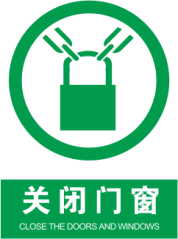 关闭门窗
CLOSE THE DOORS AND WINDOWS